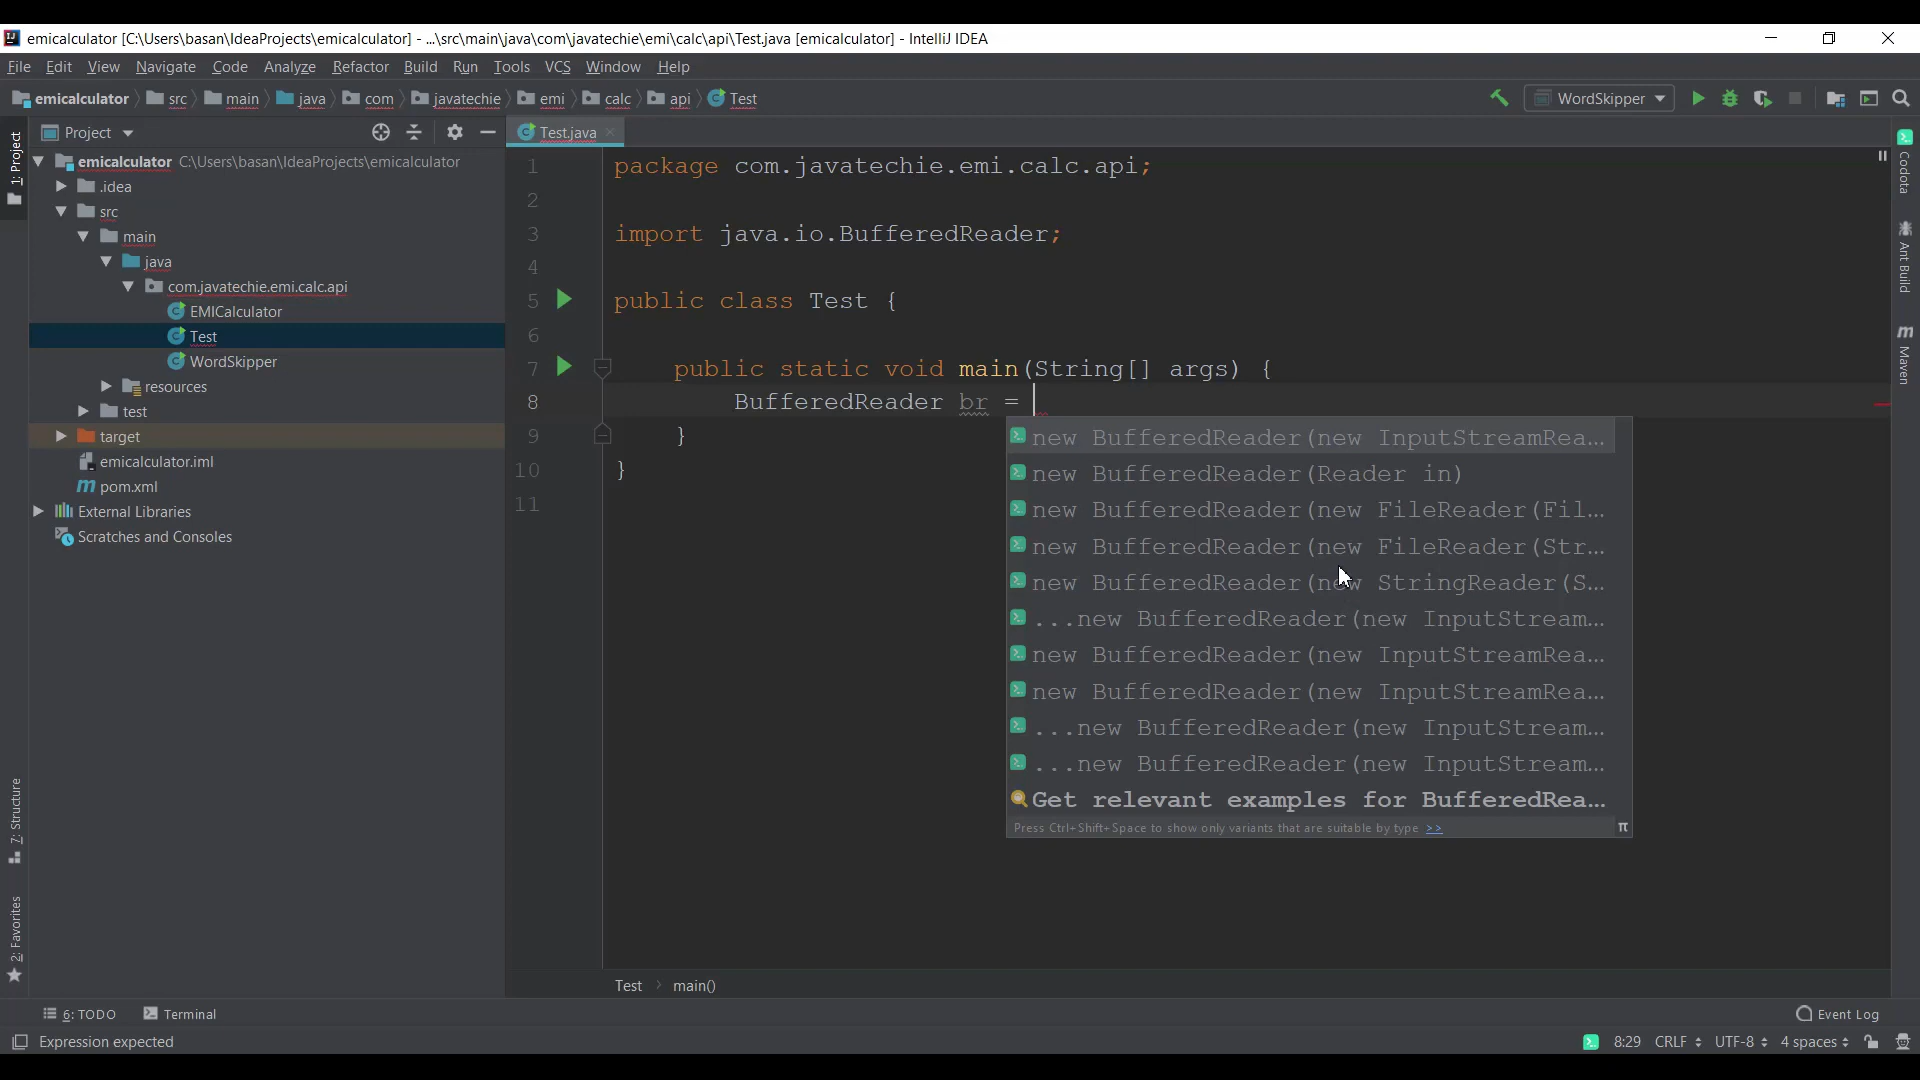 emicalculator [C:\Users\basan\IdeaProjects\emicalculator] - ...\src\main\java\com\javatechie\emi\calc\api\Test.java [emicalculator] - IntelliJ IDEA
File Edit View Navigate Code Analyze Refactor Build Run Tools VCS Window Help
emicalculator src main java com javatechie emi calc api Test WordSkipper
Project Test.java
1: Project
7: Structure
2: Favorites
emicalculator C:\Users\basan\IdeaProjects\emicalculator
.idea
src
main
java
com.javatechie.emi.calc.api
EMICalculator
Test
WordSkipper
resources
test
target
emicalculator.iml
pom.xml
External Libraries
Scratches and Consoles
1 package com.javatechie.emi.calc.api;
2
3 import java.io.BufferedReader;
4
5 public class Test {
6
7 public static void main(String[] args) {
8 BufferedReader br =
9 }
10 }
11
new BufferedReader(new InputStreamRea...
new BufferedReader(Reader in)
new BufferedReader(new FileReader(Fil...
new BufferedReader(new FileReader(Str...
new BufferedReader(new StringReader(S...
...new BufferedReader(new InputStream...
new BufferedReader(new InputStreamRea...
new BufferedReader(new InputStreamRea...
...new BufferedReader(new InputStream...
...new BufferedReader(new InputStream...
Get relevant examples for BufferedRea...
Press Ctrl+Shift+Space to show only variants that are suitable by type >> π
Codota
Ant Build
m Maven
Test main()
6: TODO Terminal Event Log
Expression expected 8:29 CRLF UTF-8 4 spaces